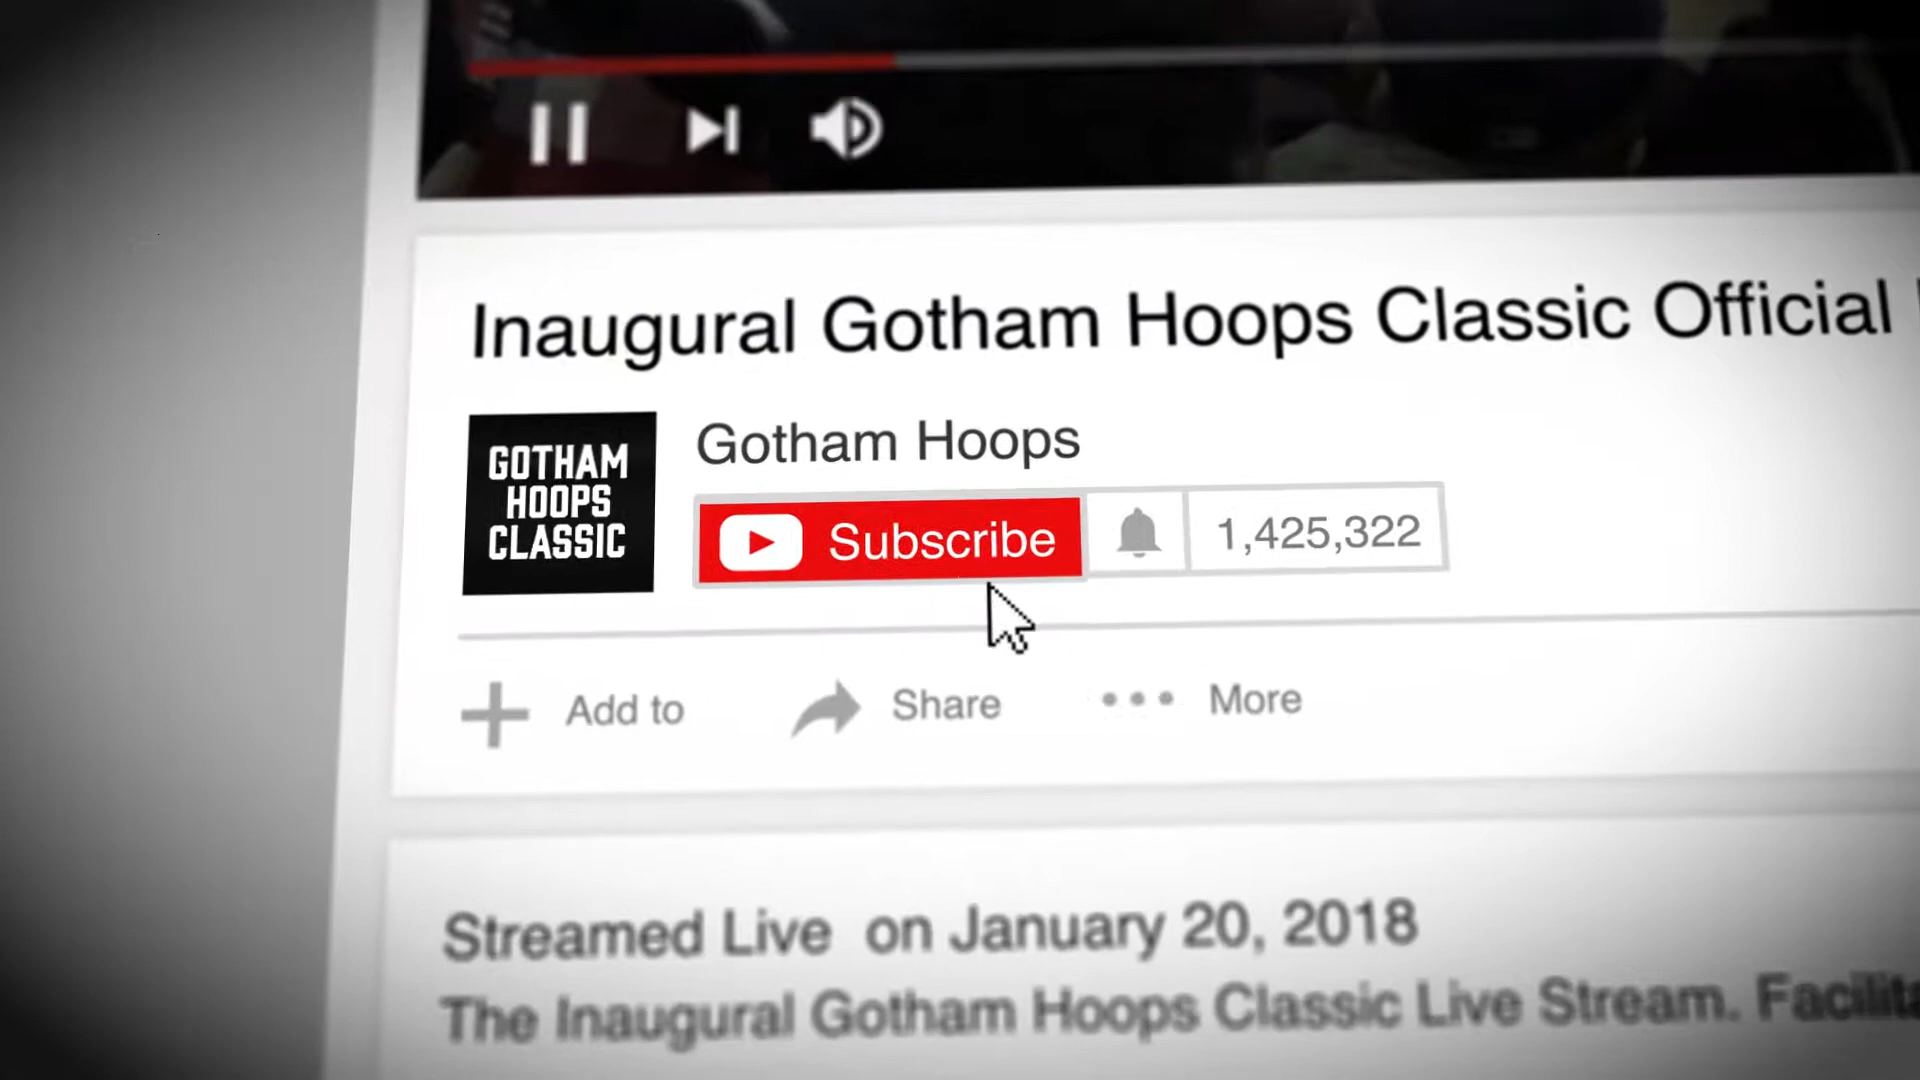 Inaugural Gotham Hoops Classic Official
GOTHAM
HOOPS
CLASSIC
Gotham Hoops
Subscribe
1,425,322
Add to
Share
More
Streamed Live on January 20, 2018
The Inaugural Gotham Hoops Classic Live Stream.